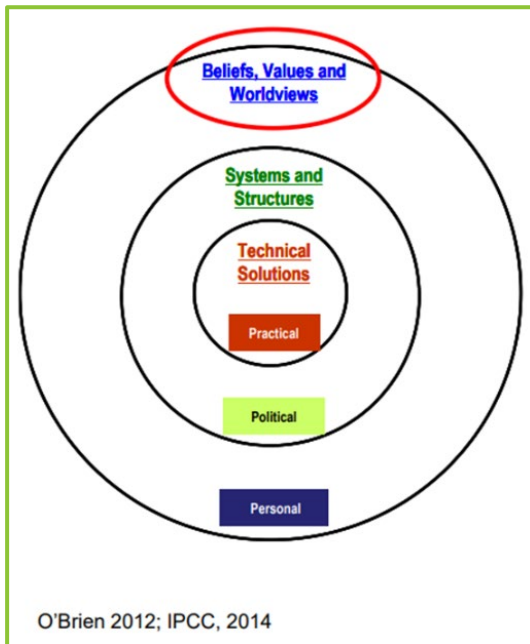 Beliefs, Values and
Worldviews
Systems and
Structures
Technical
Solutions
Practical
Political
Personal
O'Brien 2012; IPCC, 2014